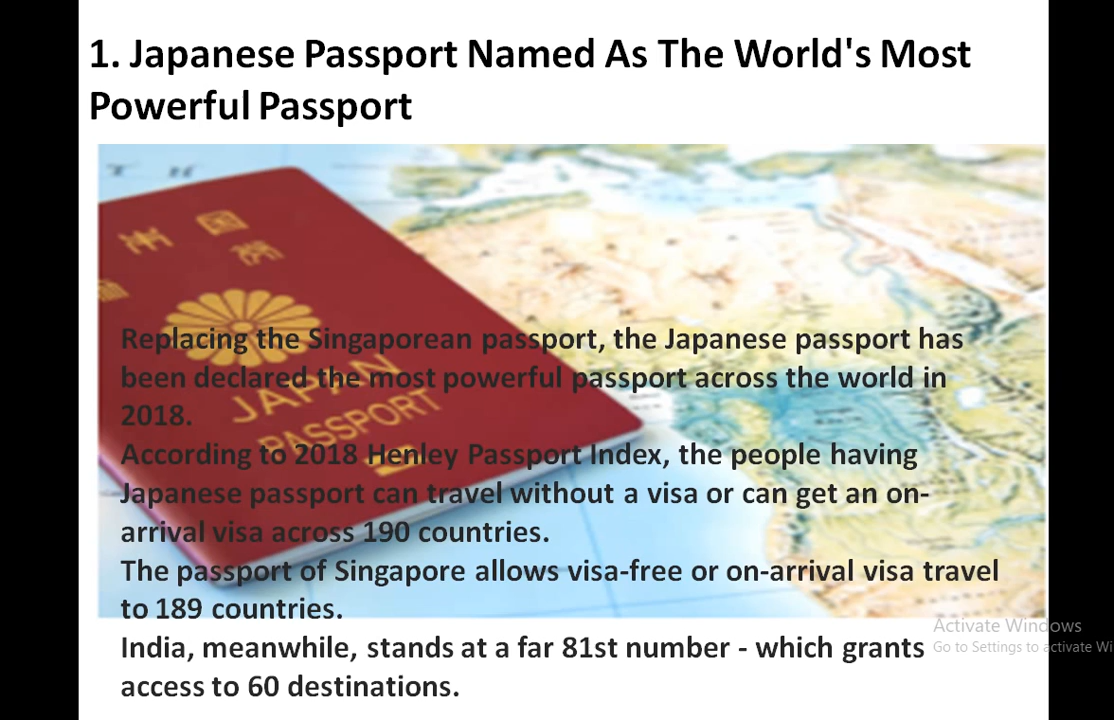 1. Japanese Passport Named As The World's Most
Powerful Passport
国
JAPAN
PASSPORT
Replacing the Singaporean passport, the Japanese passport has
been declared the most powerful passport across the world in
2018.
According to 2018 Henley Passport Index, the people having
Japanese passport can travel without a visa or can get an on-
arrival visa across 190 countries.
The passport of Singapore allows visa-free or on-arrival visa travel
to 189 countries.
India, meanwhile, stands at a far 81st number - which grants
access to 60 destinations.
Activate Windows
Go to Settings to activate Wi